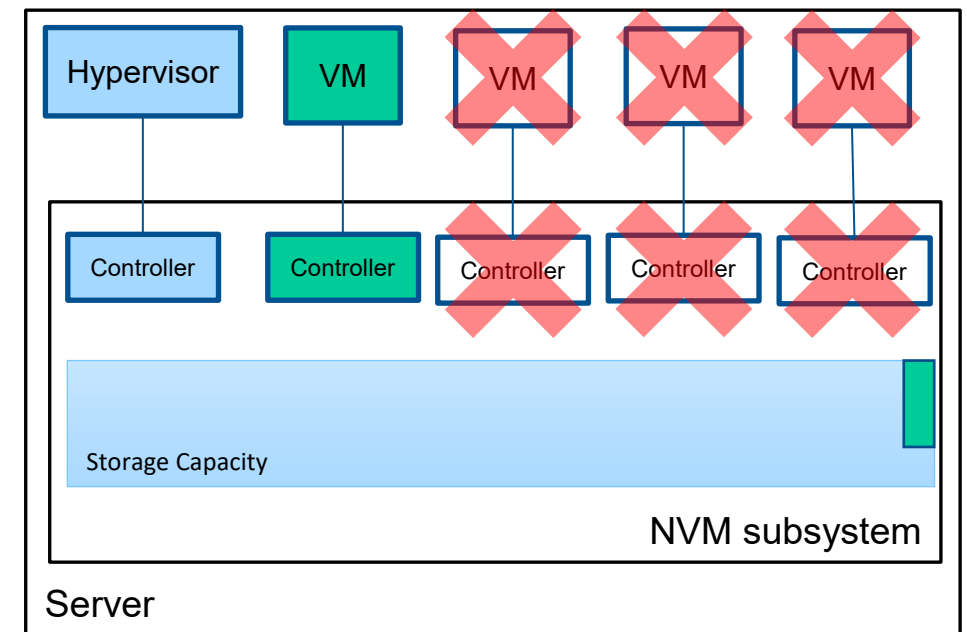 Hypervisor
VM
VM
VM
VM
Controller
Controller
Controller
Controller
Controller
Storage Capacity
NVM subsystem
Server